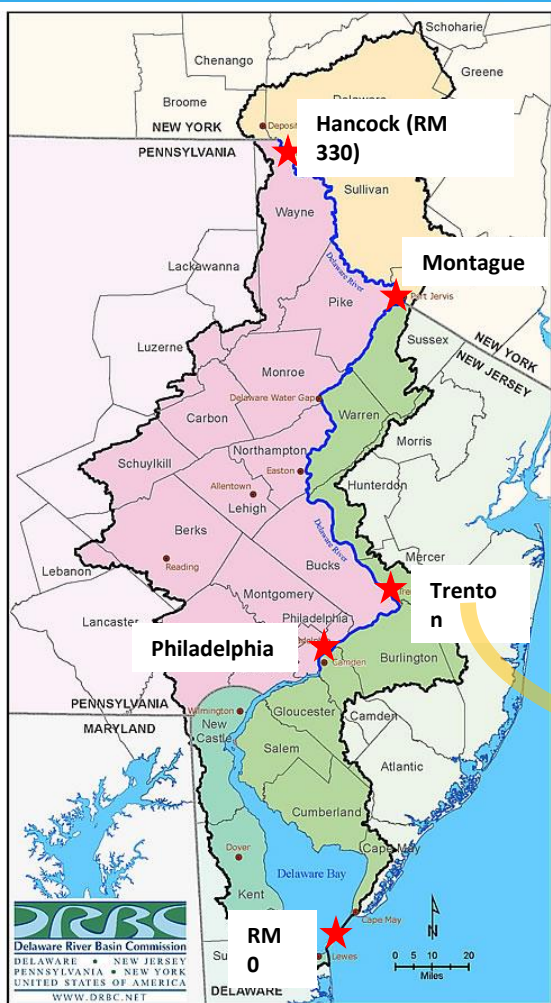 Schoharie
Chenango
Greene
Broome
Delaware
Deposit
NEW YORK
PENNSYLVANIA
Hancock (RM
330)
Sullivan
Wayne
Lackawanna
Delaware River
Montague
Port Jervis
Pike
NEW YORK
NEW JERSEY
Sussex
Luzerne
Monroe
Delaware Water Gap
Warren
Carbon
Morris
Northampton
Schuylkill
Easton
Allentown
Lehigh
Hunterdon
Delaware River
Berks
Bucks
Mercer
Reading
Lebanon
Montgomery
Trento
n
Lancaster
Philadelphia
Philadelphia
Camden
Burlington
PENNSYLVANIA
MARYLAND
Wilmington
New
Castle
Gloucester
Camden
Salem
Atlantic
Cumberland
Cape May
Dover
Delaware Bay
Kent
Cape May
RM
0
Lewes
DELAWARE
DRBC
Delaware River Basin Commission
DELAWARE • NEW JERSEY
PENNSYLVANIA • NEW YORK
UNITED STATES OF AMERICA
WWW.DRBC.NET
N
0 5 10 20
Miles